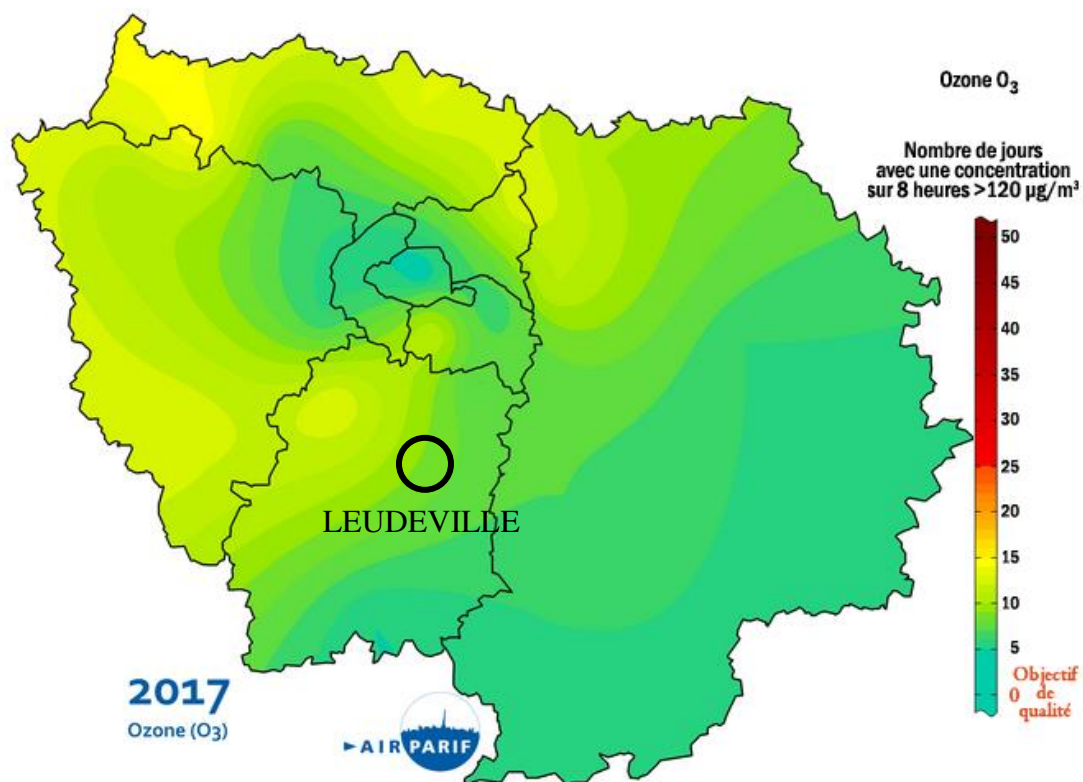 Ozone O3
Nombre de jours
avec une concentration
sur 8 heures >120 µg/m³
50
45
40
35
30
25
20
15
10
5
0 Objectif
de
qualité
LEUDEVILLE
2017
Ozone (O3)
AIRPARIF